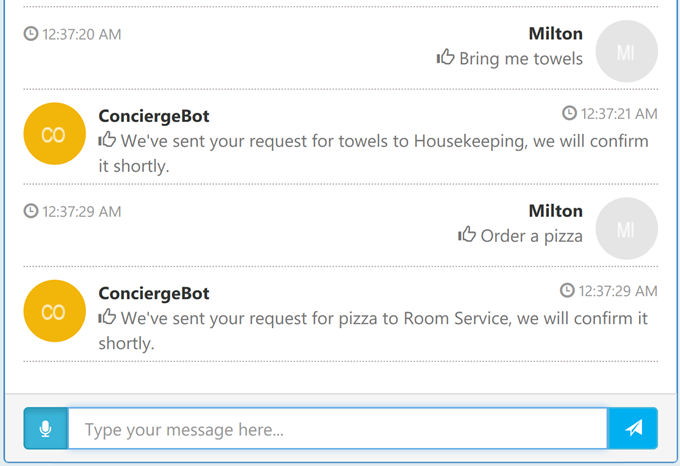 12:37:20 AM
Milton
Bring me towels
MI
CO
ConciergeBot
12:37:21 AM
We've sent your request for towels to Housekeeping, we will confirm
it shortly.
12:37:29 AM
Milton
Order a pizza
MI
CO
ConciergeBot
12:37:29 AM
We've sent your request for pizza to Room Service, we will confirm it
shortly.
Type your message here...